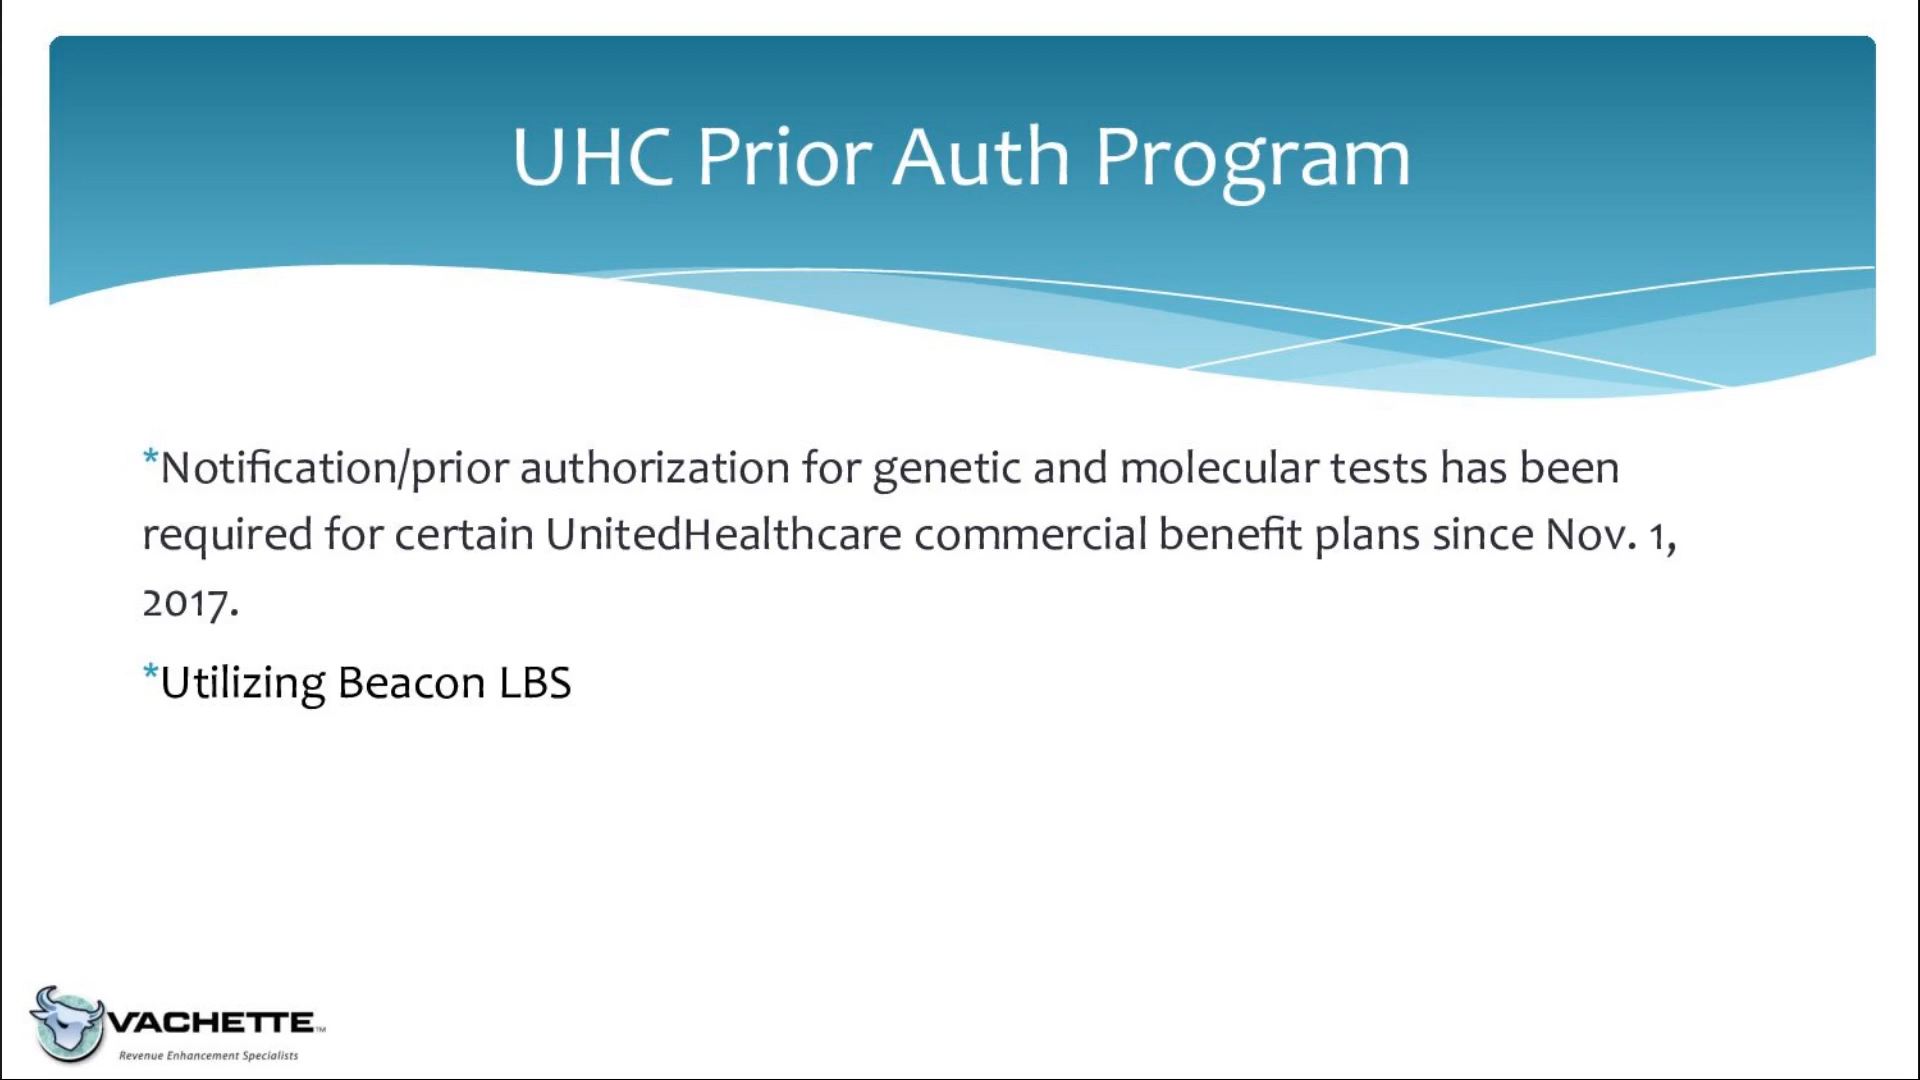 UHC Prior Auth Program
*Notification/prior authorization for genetic and molecular tests has been
required for certain UnitedHealthcare commercial benefit plans since Nov. 1,
2017.
*Utilizing Beacon LBS
VACHETTE™
Revenue Enhancement Specialists